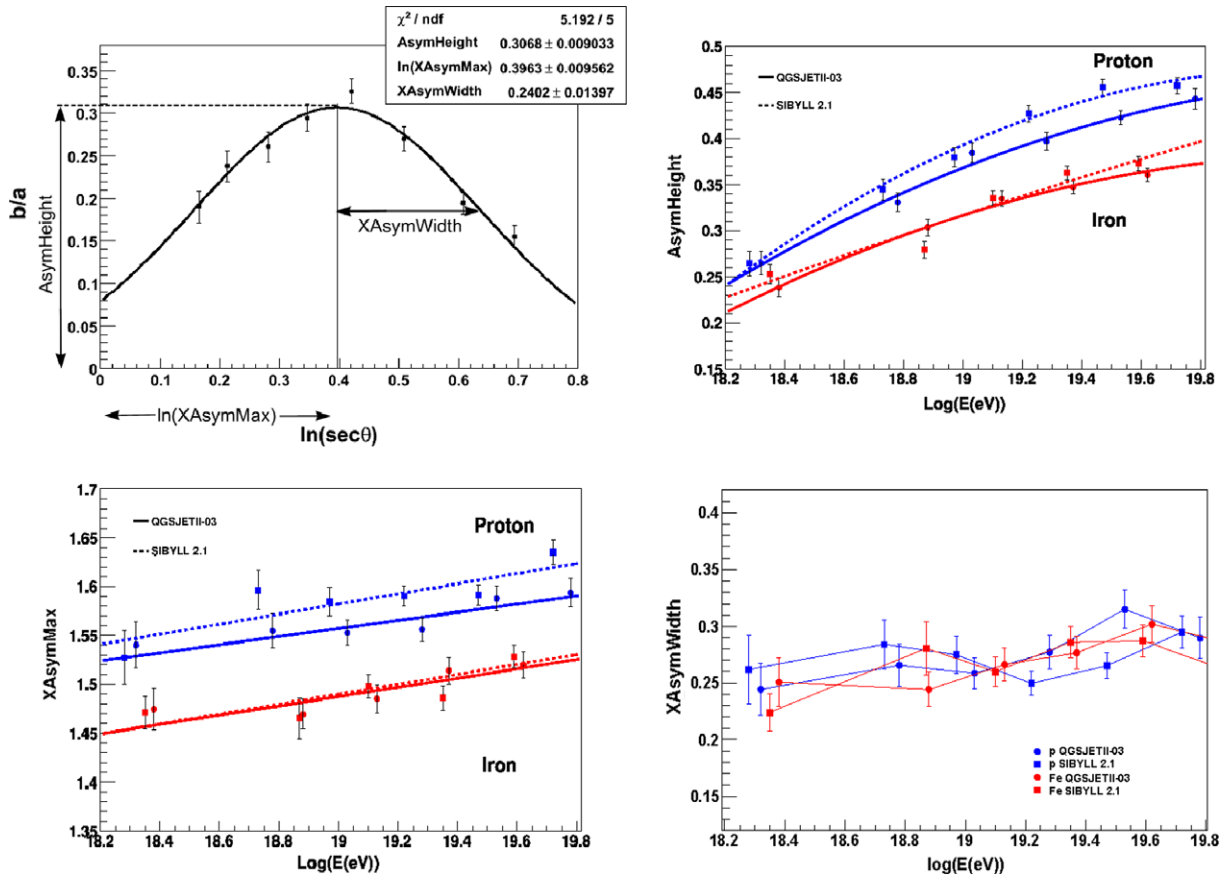 χ² / ndf 5.192 / 5
AsymHeight 0.3068 ± 0.009033
ln(XAsymMax) 0.3963 ± 0.009562
XAsymWidth 0.2402 ± 0.01397
0.35
0.3
0.25
0.2
0.15
0.1
0.05
0
b/a
AsymHeight
XAsymWidth
0 0.1 0.2 0.3 0.4 0.5 0.6 0.7 0.8
ln(XAsymMax)
ln(secθ)
0.5
0.45
0.4
0.35
0.3
0.25
0.2
0.15
AsymHeight
QGSJETII-03
SIBYLL 2.1
Proton
Iron
18.2 18.4 18.6 18.8 19 19.2 19.4 19.6 19.8
Log(E(eV))
1.7
1.65
1.6
1.55
1.5
1.45
1.4
1.35
XAsymMax
QGSJETII-03
SIBYLL 2.1
Proton
Iron
18.2 18.4 18.6 18.8 19 19.2 19.4 19.6 19.8
Log(E(eV))
0.4
0.35
0.3
0.25
0.2
0.15
XAsymWidth
p QGSJETII-03
p SIBYLL 2.1
Fe QGSJETII-03
Fe SIBYLL 2.1
18.2 18.4 18.6 18.8 19 19.2 19.4 19.6 19.8
log(E(eV))